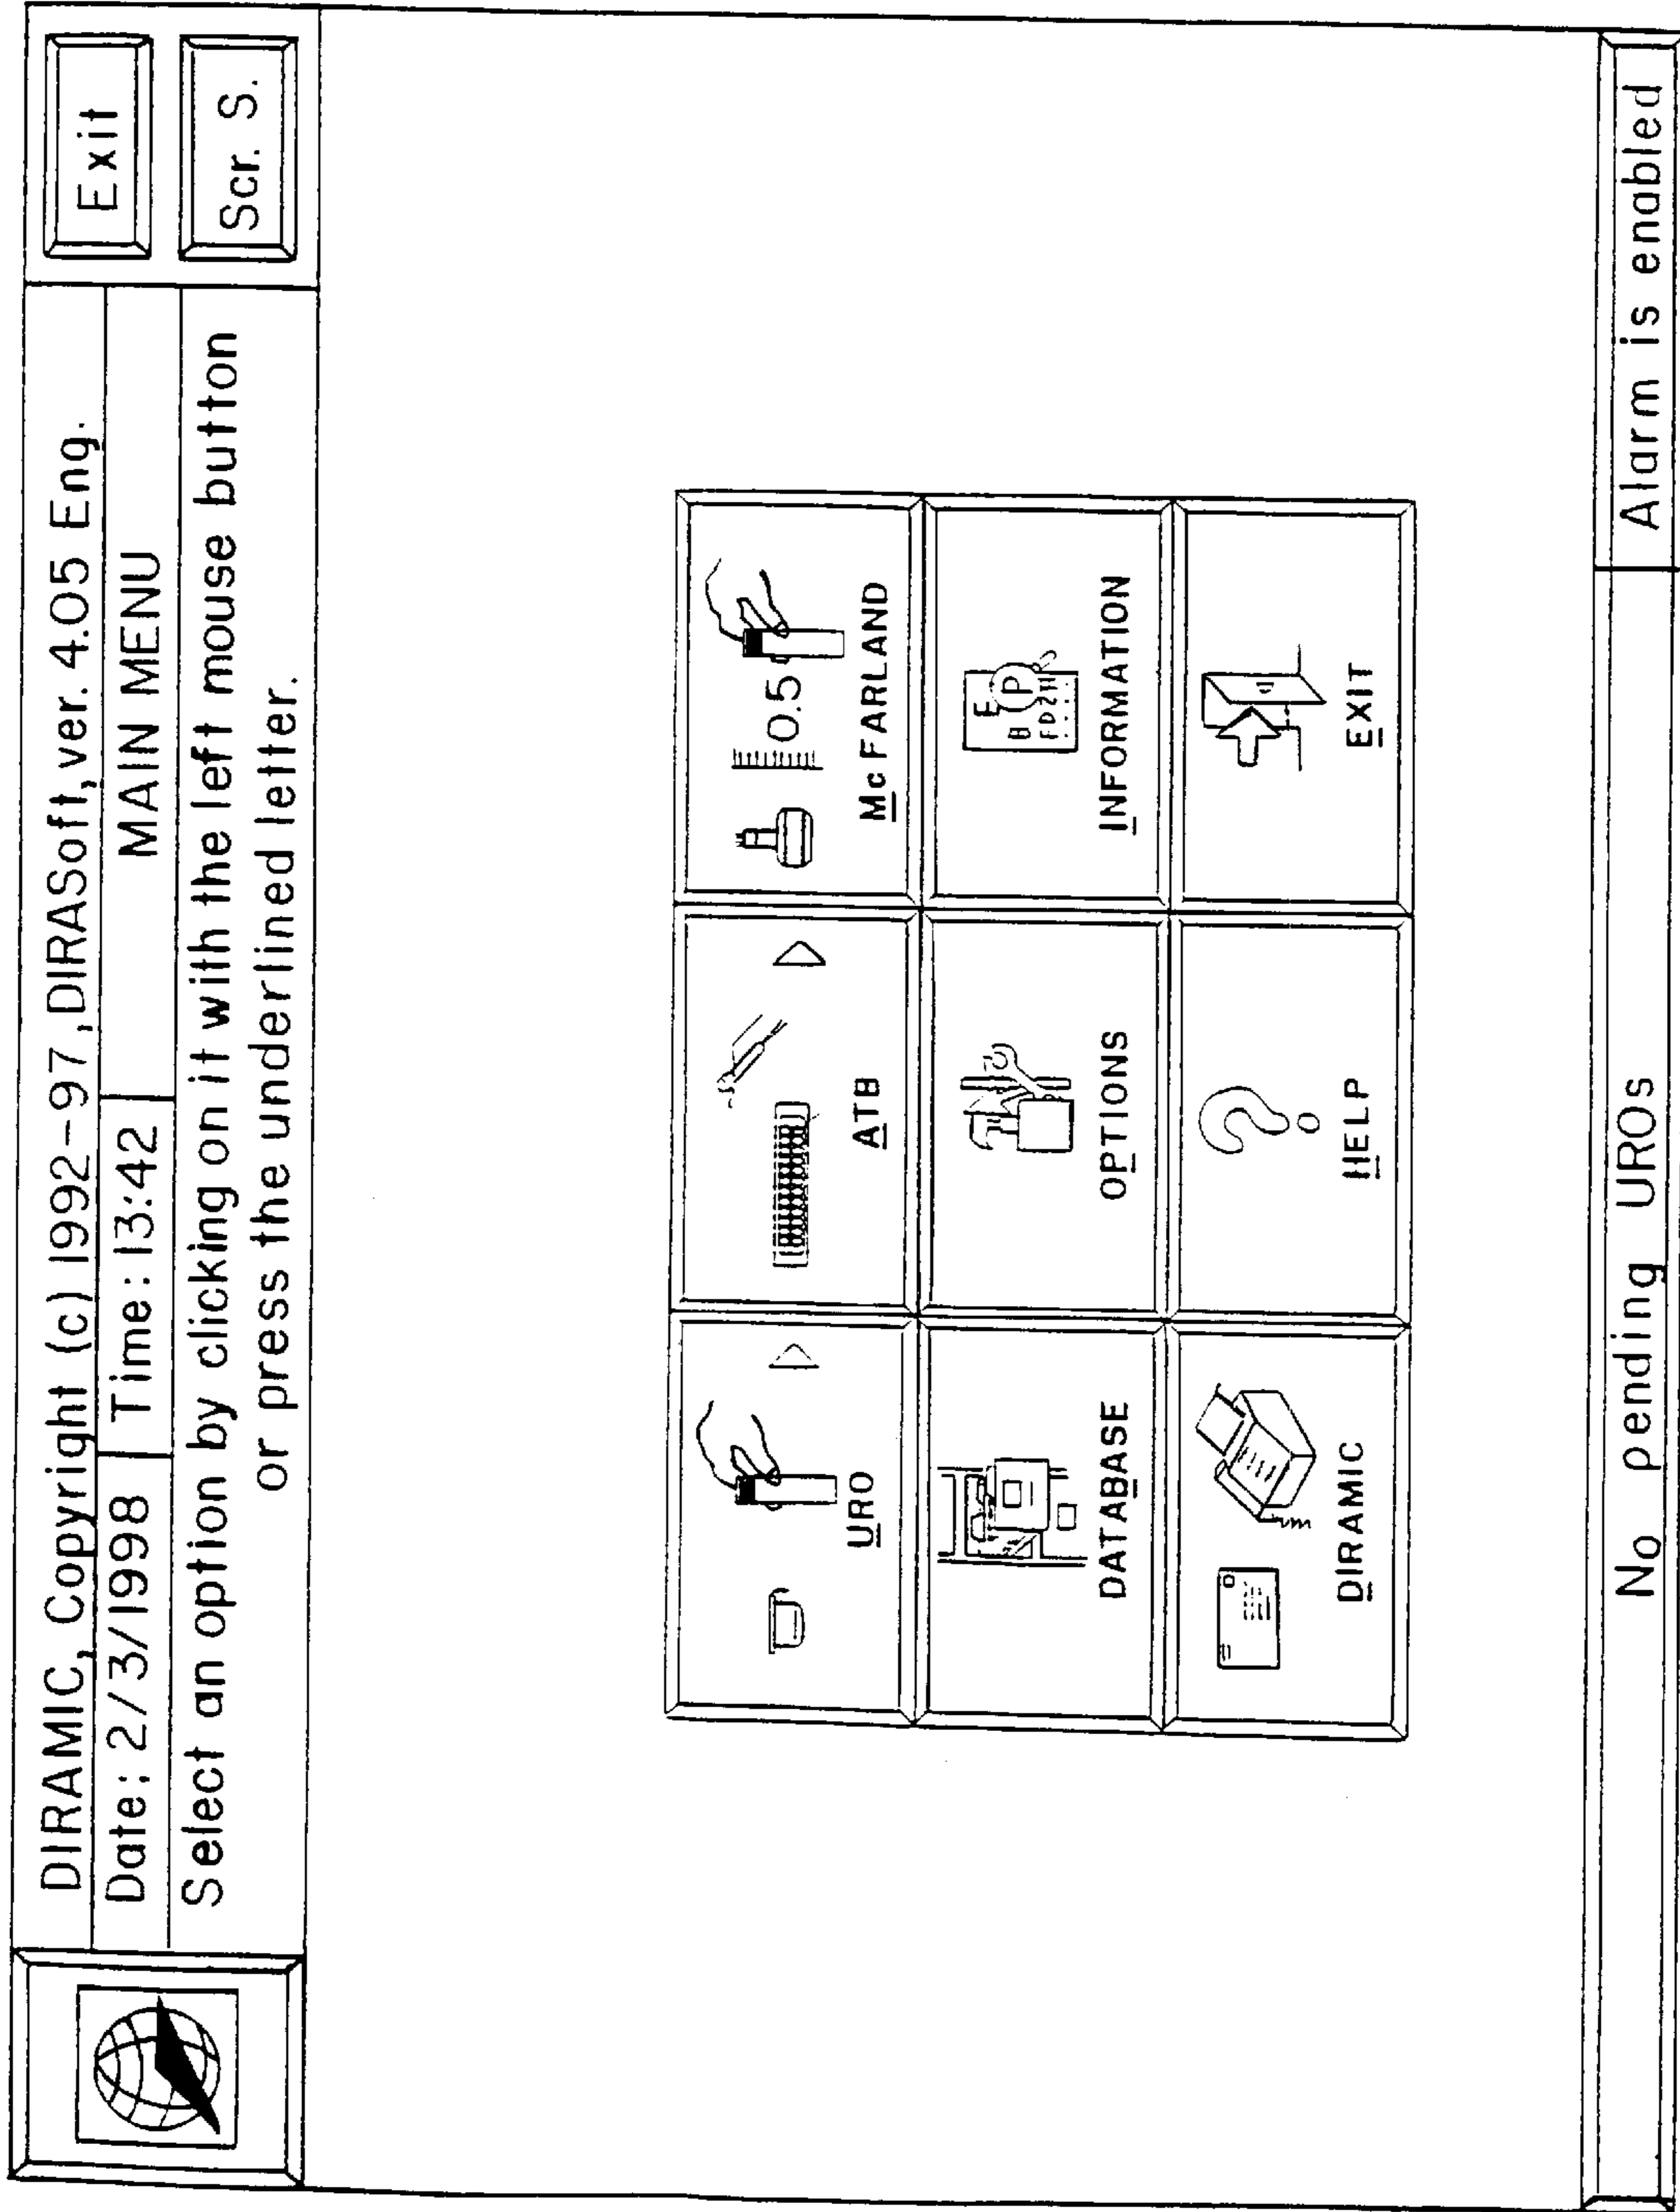 DIRAMIC, Copyright (c) 1992-97, DIRASoft, ver. 4.05 Eng.
Exit
Date: 2/3/1998 Time: 13:42 MAIN MENU
Select an option by clicking on it with the left mouse button
or press the underlined letter.
Scr. S.
0.5
URO ATB McFARLAND
E
B P
F D Z H
DATABASE OPTIONS INFORMATION
DIRAMIC HELP EXIT
No pending UROs Alarm is enabled